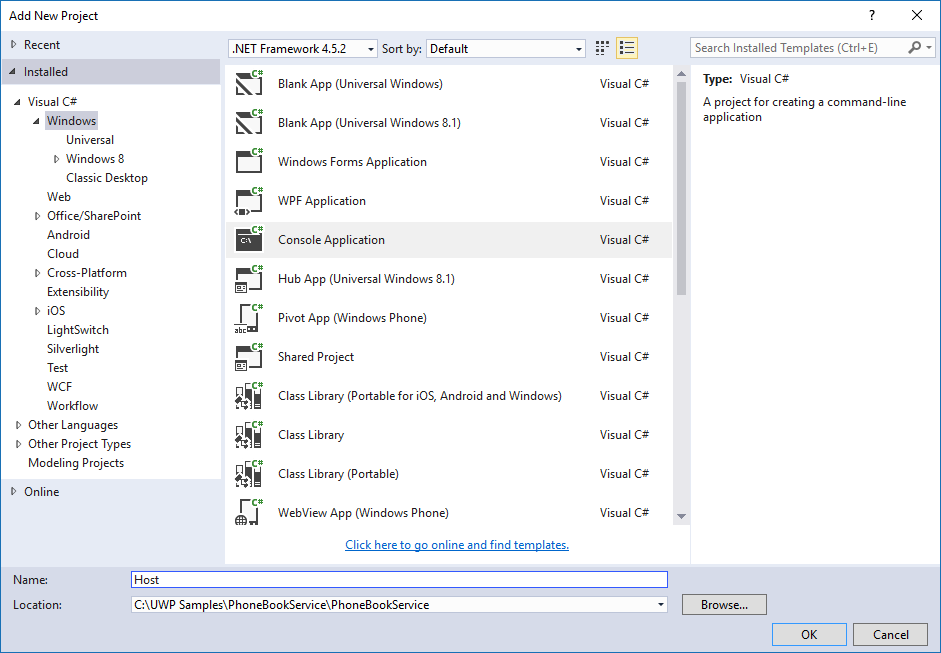 Add New Project
?
Recent
.NET Framework 4.5.2
Sort by:
Default
Search Installed Templates (Ctrl+E)
Installed
Visual C#
Windows
Universal
Windows 8
Classic Desktop
Web
Office/SharePoint
Android
Cloud
Cross-Platform
Extensibility
iOS
LightSwitch
Silverlight
Test
WCF
Workflow
Other Languages
Other Project Types
Modeling Projects
Online
C# Blank App (Universal Windows) Visual C#
C# Blank App (Universal Windows 8.1) Visual C#
C# Windows Forms Application Visual C#
C# WPF Application Visual C#
C# C:\ Console Application Visual C#
C# Hub App (Universal Windows 8.1) Visual C#
C# abc Pivot App (Windows Phone) Visual C#
C# Shared Project Visual C#
C# Class Library (Portable for iOS, Android and Windows) Visual C#
C# Class Library Visual C#
C# Class Library (Portable) Visual C#
C# WebView App (Windows Phone) Visual C#
Click here to go online and find templates.
Type: Visual C#
A project for creating a command-line
application
Name: Host
Location: C:\UWP Samples\PhoneBookService\PhoneBookService
Browse...
OK
Cancel